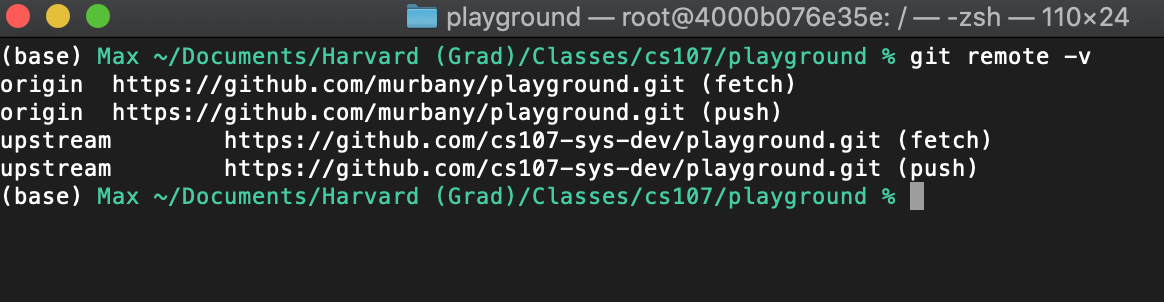 playground — root@4000b076e35e: / — -zsh — 110×24
(base) Max ~/Documents/Harvard (Grad)/Classes/cs107/playground % git remote -v
origin  https://github.com/murbany/playground.git (fetch)
origin  https://github.com/murbany/playground.git (push)
upstream        https://github.com/cs107-sys-dev/playground.git (fetch)
upstream        https://github.com/cs107-sys-dev/playground.git (push)
(base) Max ~/Documents/Harvard (Grad)/Classes/cs107/playground %